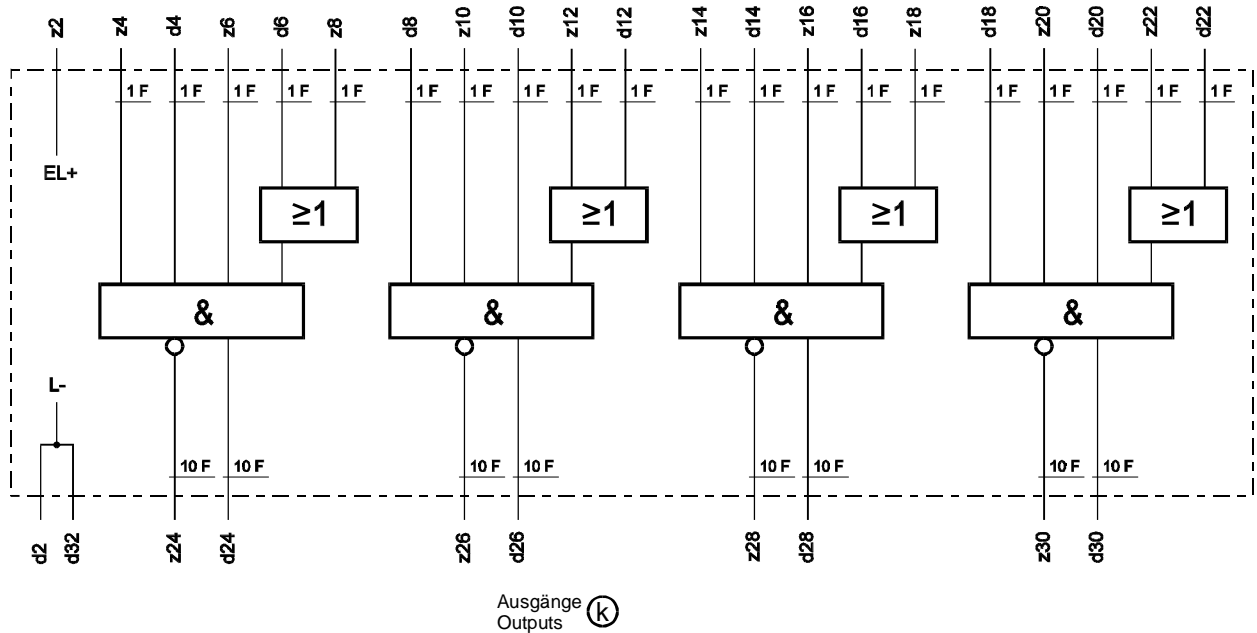 z2 z4 d4 z6 d6 z8 d8 z10 d10 z12 d12 z14 d14 z16 d16 z18 d18 z20 d20 z22 d22
1 F 1 F 1 F 1 F 1 F 1 F 1 F 1 F 1 F 1 F 1 F 1 F 1 F 1 F 1 F 1 F 1 F 1 F 1 F 1 F
EL+
≥1 ≥1 ≥1 ≥1
& & & &
L-
10 F 10 F 10 F 10 F 10 F 10 F 10 F 10 F
d2 d32 z24 d24 z26 d26 z28 d28 z30 d30
Ausgänge k
Outputs